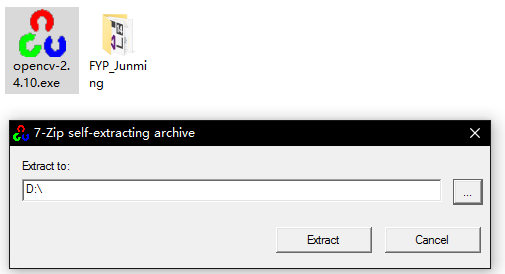 opencv-2.
4.10.exe
FYP_Junmi
ng
7-Zip self-extracting archive
Extract to:
D:\
...
Extract
Cancel